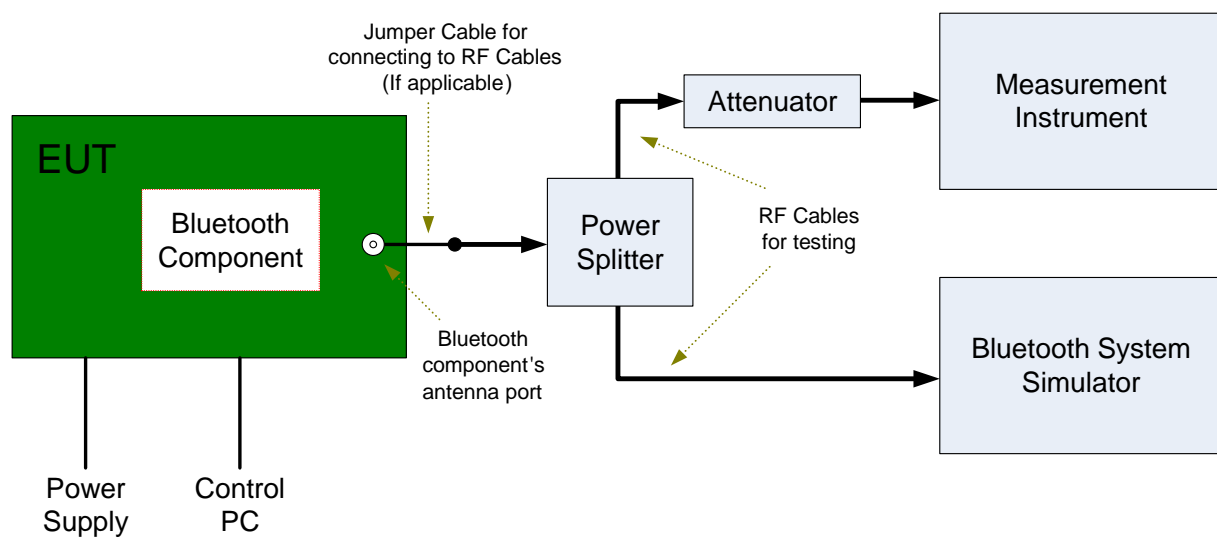 Jumper Cable for
connecting to RF Cables
(If applicable)
EUT
Bluetooth
Component
Power
Splitter
Attenuator
Measurement
Instrument
RF Cables
for testing
Bluetooth System
Simulator
Bluetooth
component's
antenna port
Power
Supply
Control
PC